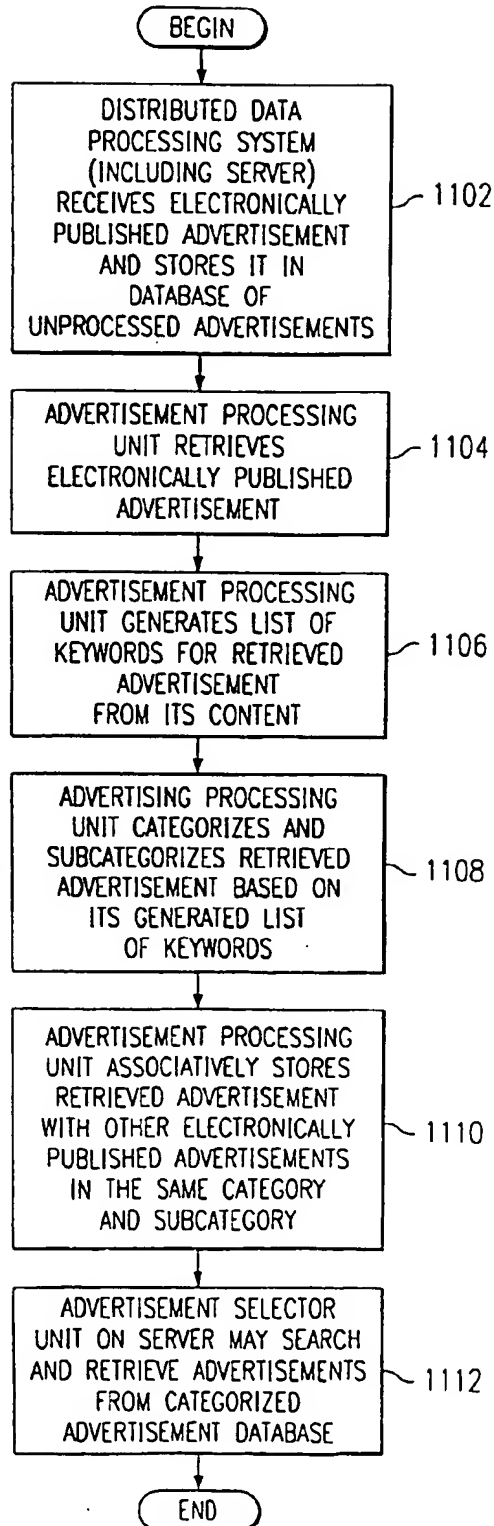 BEGIN
DISTRIBUTED DATA
PROCESSING SYSTEM
(INCLUDING SERVER)
RECEIVES ELECTRONICALLY
PUBLISHED ADVERTISEMENT
AND STORES IT IN
DATABASE OF
UNPROCESSED ADVERTISEMENTS
1102
ADVERTISEMENT PROCESSING
UNIT RETRIEVES
ELECTRONICALLY PUBLISHED
ADVERTISEMENT
1104
ADVERTISEMENT PROCESSING
UNIT GENERATES LIST OF
KEYWORDS FOR RETRIEVED
ADVERTISEMENT
FROM ITS CONTENT
1106
ADVERTISING PROCESSING
UNIT CATEGORIZES AND
SUBCATEGORIZES RETRIEVED
ADVERTISEMENT BASED ON
ITS GENERATED LIST
OF KEYWORDS
1108
ADVERTISEMENT PROCESSING
UNIT ASSOCIATIVELY STORES
RETRIEVED ADVERTISEMENT
WITH OTHER ELECTRONICALLY
PUBLISHED ADVERTISEMENTS
IN THE SAME CATEGORY
AND SUBCATEGORY
1110
ADVERTISEMENT SELECTOR
UNIT ON SERVER MAY SEARCH
AND RETRIEVE ADVERTISEMENTS
FROM CATEGORIZED
ADVERTISEMENT DATABASE
1112
END